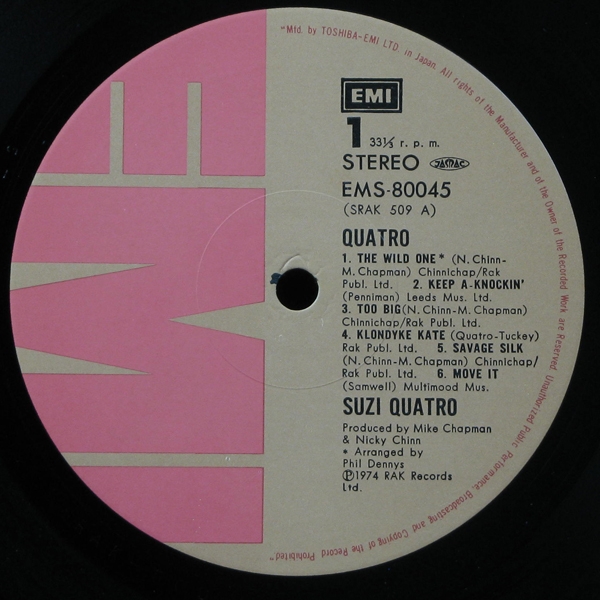 "Mfd. by TOSHIBA-EMI LTD. in Japan. All rights of the Manufacturer and of the Owner of the Recorded Work are Reserved. Unauthorized Public Performance, Broadcasting and Copying of the Record Prohibited"
EMI
EMI
1 33⅓ r. p. m.
STEREO JASRAC
EMS-80045
(SRAK 509 A)
QUATRO
1. THE WILD ONE* (N. Chinn-
M. Chapman) Chinnichap/Rak
Publ. Ltd. 2. KEEP A-KNOCKIN'
(Penniman) Leeds Mus. Ltd.
3. TOO BIG (N. Chinn-M. Chapman)
Chinnichap/Rak Publ. Ltd.
4. KLONDYKE KATE (Quatro-Tuckey)
Rak Publ. Ltd. 5. SAVAGE SILK
(N. Chinn-M. Chapman) Chinnichap/
Rak Publ. Ltd. 6. MOVE IT
(Samwell) Multimood Mus.
SUZI QUATRO
Produced by Mike Chapman
& Nicky Chinn
* Arranged by
Phil Dennys
Ⓟ1974 RAK Records
Ltd.